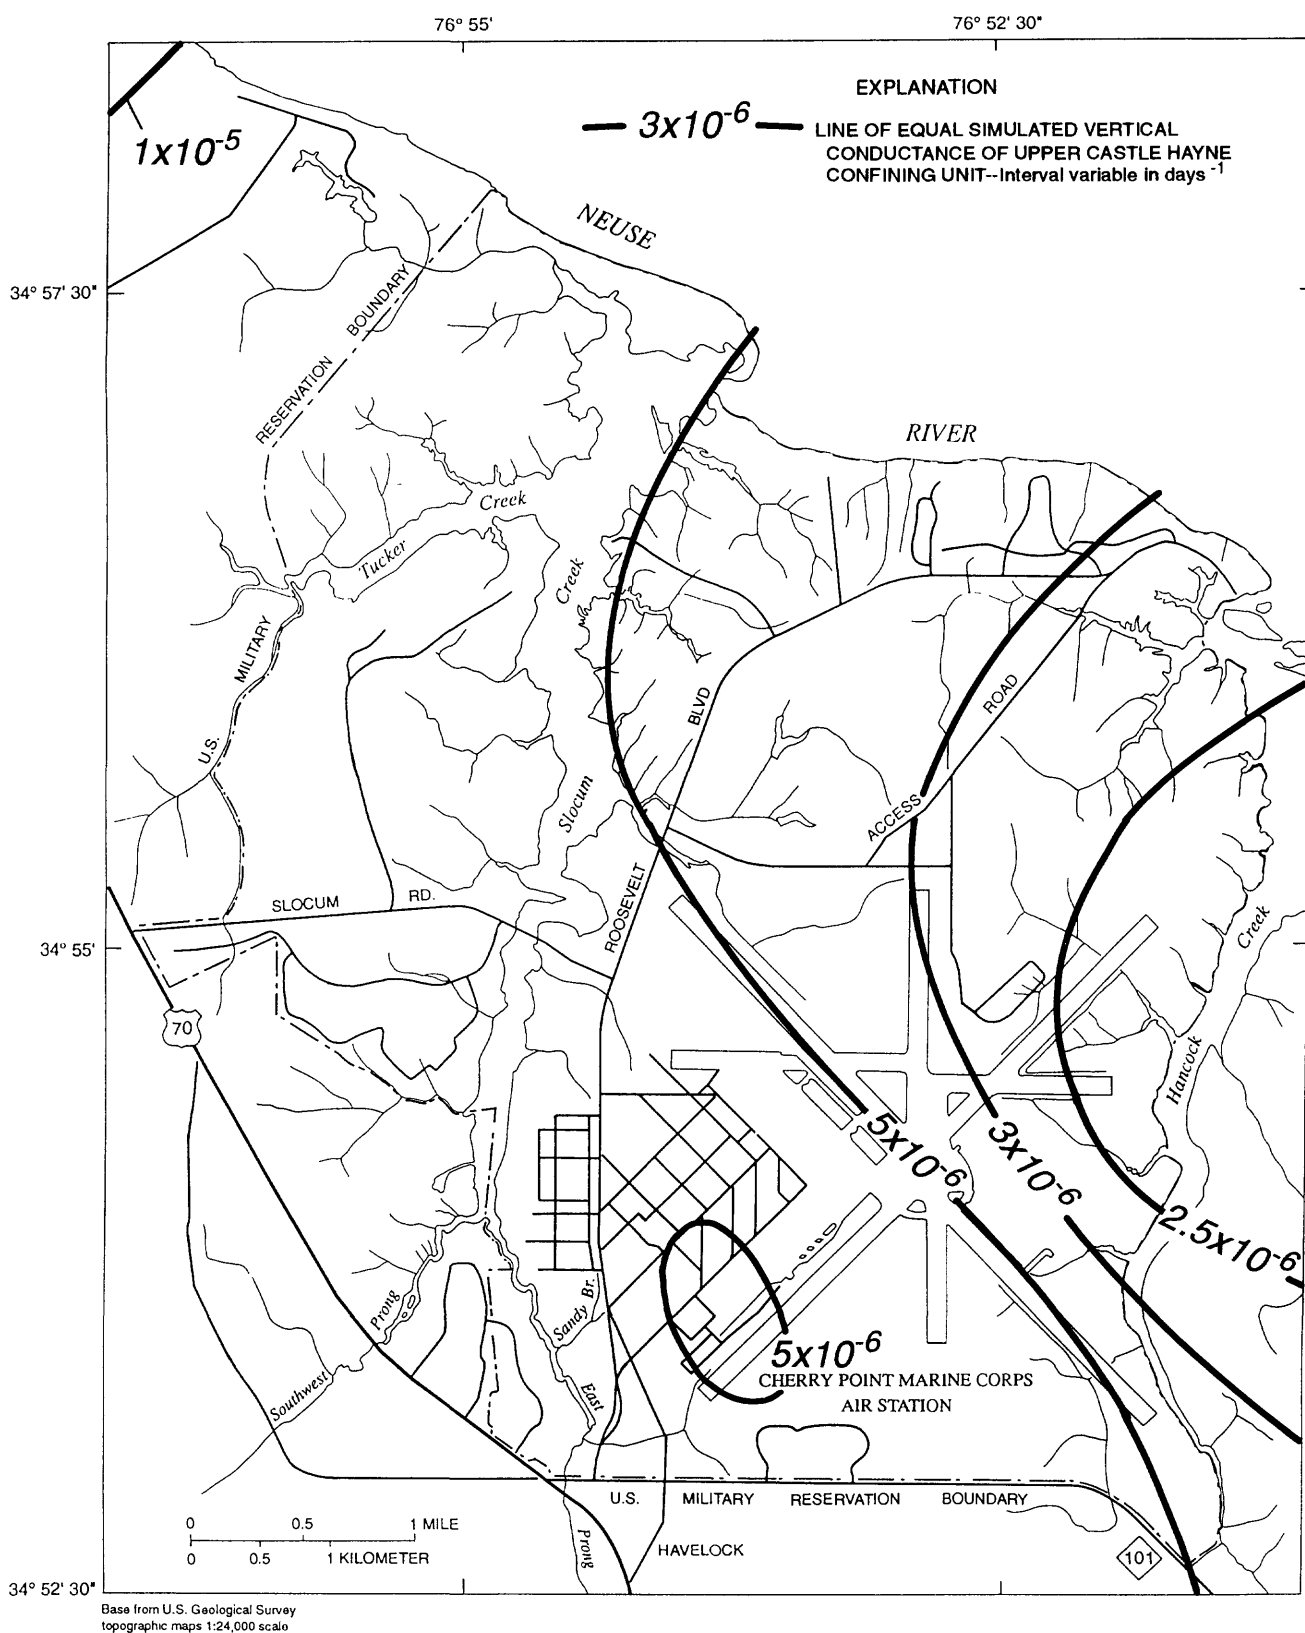 76° 55'
76° 52' 30"
EXPLANATION
3x10-6
LINE OF EQUAL SIMULATED VERTICAL
CONDUCTANCE OF UPPER CASTLE HAYNE
CONFINING UNIT--Interval variable in days -1
1x10-5
NEUSE
34° 57' 30"
RESERVATION BOUNDARY
RIVER
Creek
Tucker
Creek
U.S. MILITARY
BLVD
ROAD
Slocum
ACCESS
SLOCUM RD.
ROOSEVELT
Creek
34° 55'
70
Hancock
5x10-6
3x10-6
2.5x10-6
Prong
Sandy Br.
5x10-6
CHERRY POINT MARINE CORPS
AIR STATION
Southwest
East
U.S. MILITARY RESERVATION BOUNDARY
0 0.5 1 MILE
0 0.5 1 KILOMETER
Prong
HAVELOCK
101
34° 52' 30"
Base from U.S. Geological Survey
topographic maps 1:24,000 scale